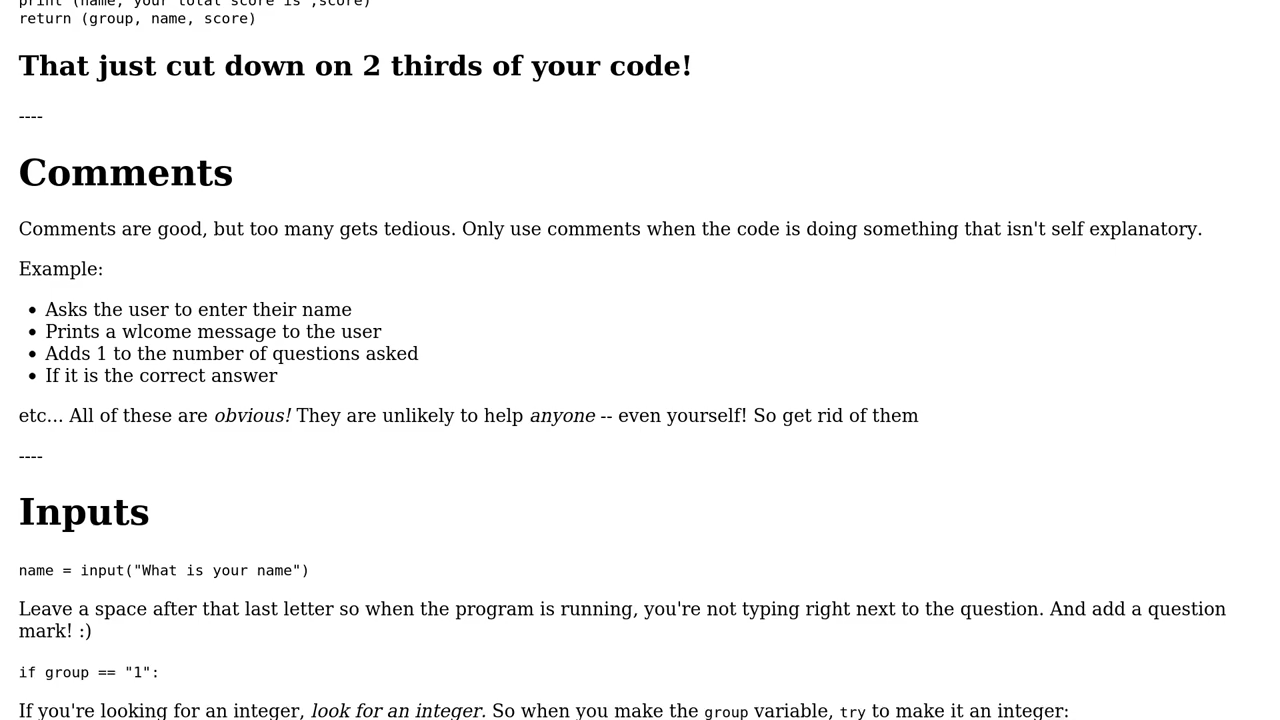 print (name, your total score is ,score)
return (group, name, score)
That just cut down on 2 thirds of your code!
----
Comments
Comments are good, but too many gets tedious. Only use comments when the code is doing something that isn't self explanatory.
Example:
• Asks the user to enter their name
• Prints a wlcome message to the user
• Adds 1 to the number of questions asked
• If it is the correct answer
etc... All of these are obvious! They are unlikely to help anyone -- even yourself! So get rid of them
----
Inputs
name = input("What is your name")
Leave a space after that last letter so when the program is running, you're not typing right next to the question. And add a question
mark! :)
if group == "1":
If you're looking for an integer, look for an integer. So when you make the group variable, try to make it an integer: